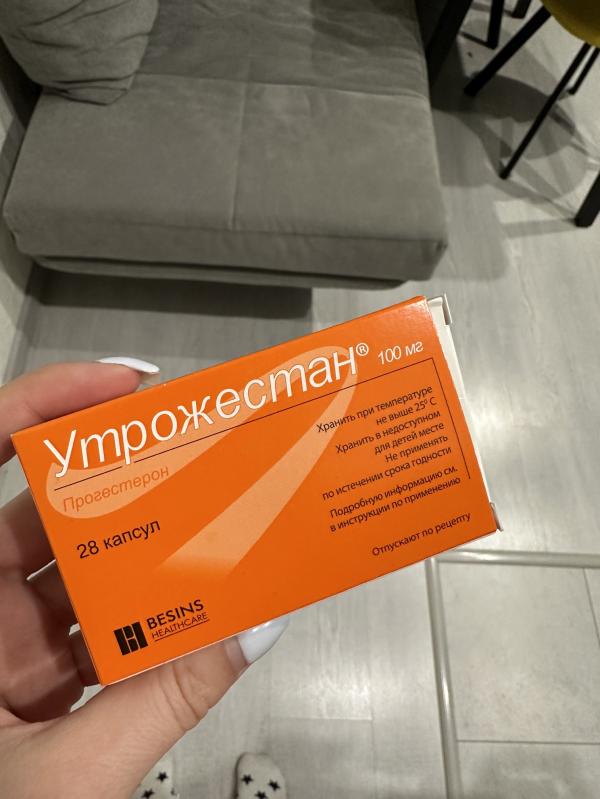 Утрожестан® 100 мг
Прогестерон
28 капсул
Хранить при температуре
не выше 25° С
Хранить в недоступном
для детей месте
Не применять
по истечении срока годности
Подробную информацию см.
в инструкции по применению
Отпускают по рецепту
BESINS
HEALTHCARE